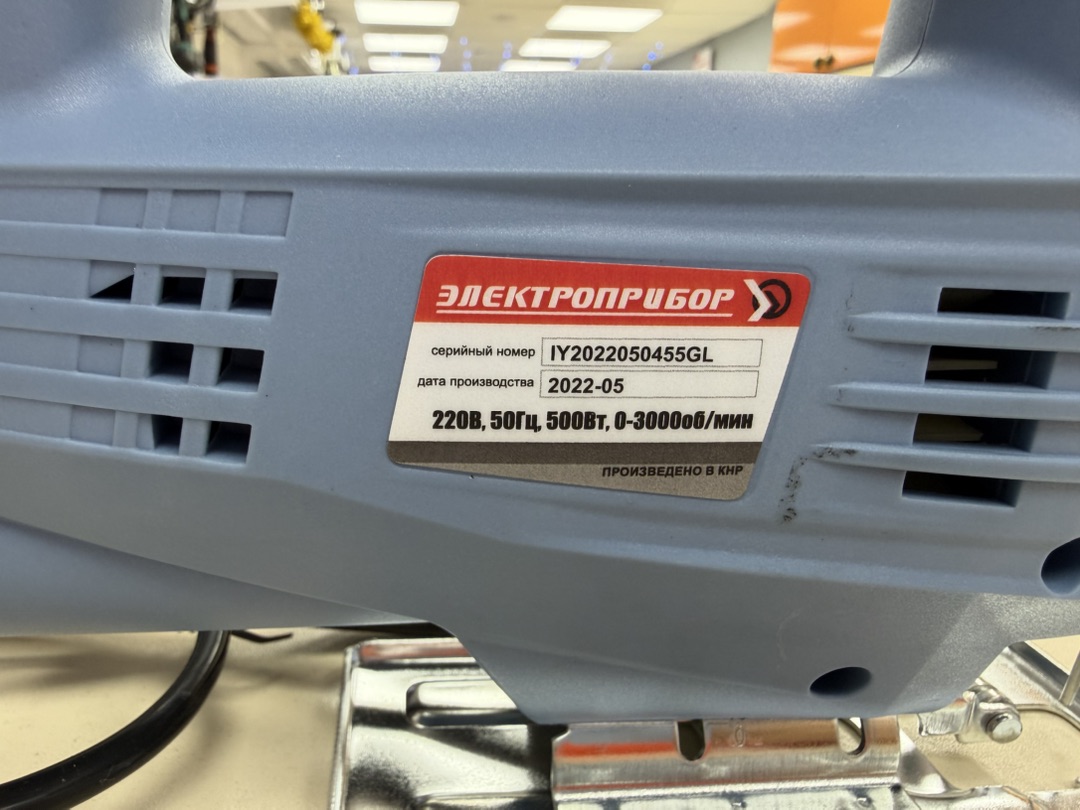 ЭЛЕКТРОПРИБОР
серийный номер IY2022050455GL
дата производства 2022-05
220В, 50Гц, 500Вт, 0-3000об/мин
ПРОИЗВЕДЕНО В КНР